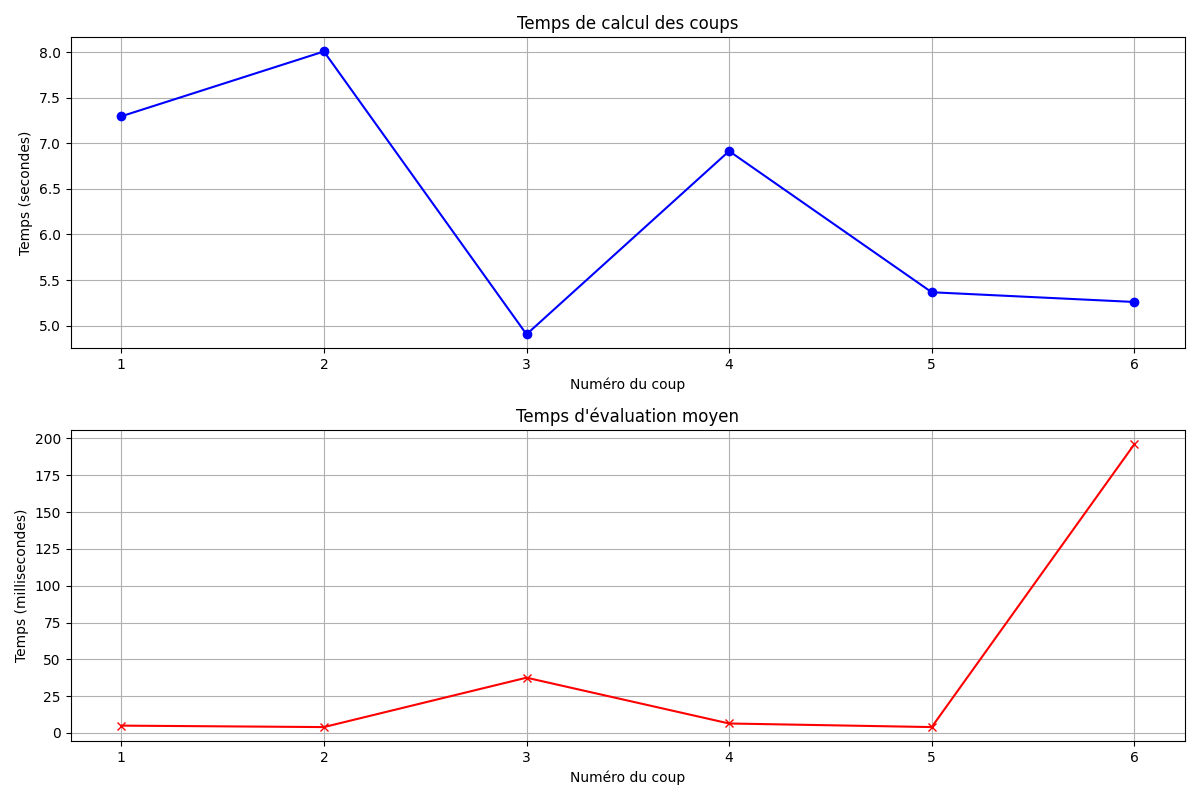 Temps de calcul des coups
Temps (secondes)
8.0
7.5
7.0
6.5
6.0
5.5
5.0
1 2 3 4 5 6
Numéro du coup
Temps d'évaluation moyen
Temps (millisecondes)
200
175
150
125
100
75
50
25
0
1 2 3 4 5 6
Numéro du coup